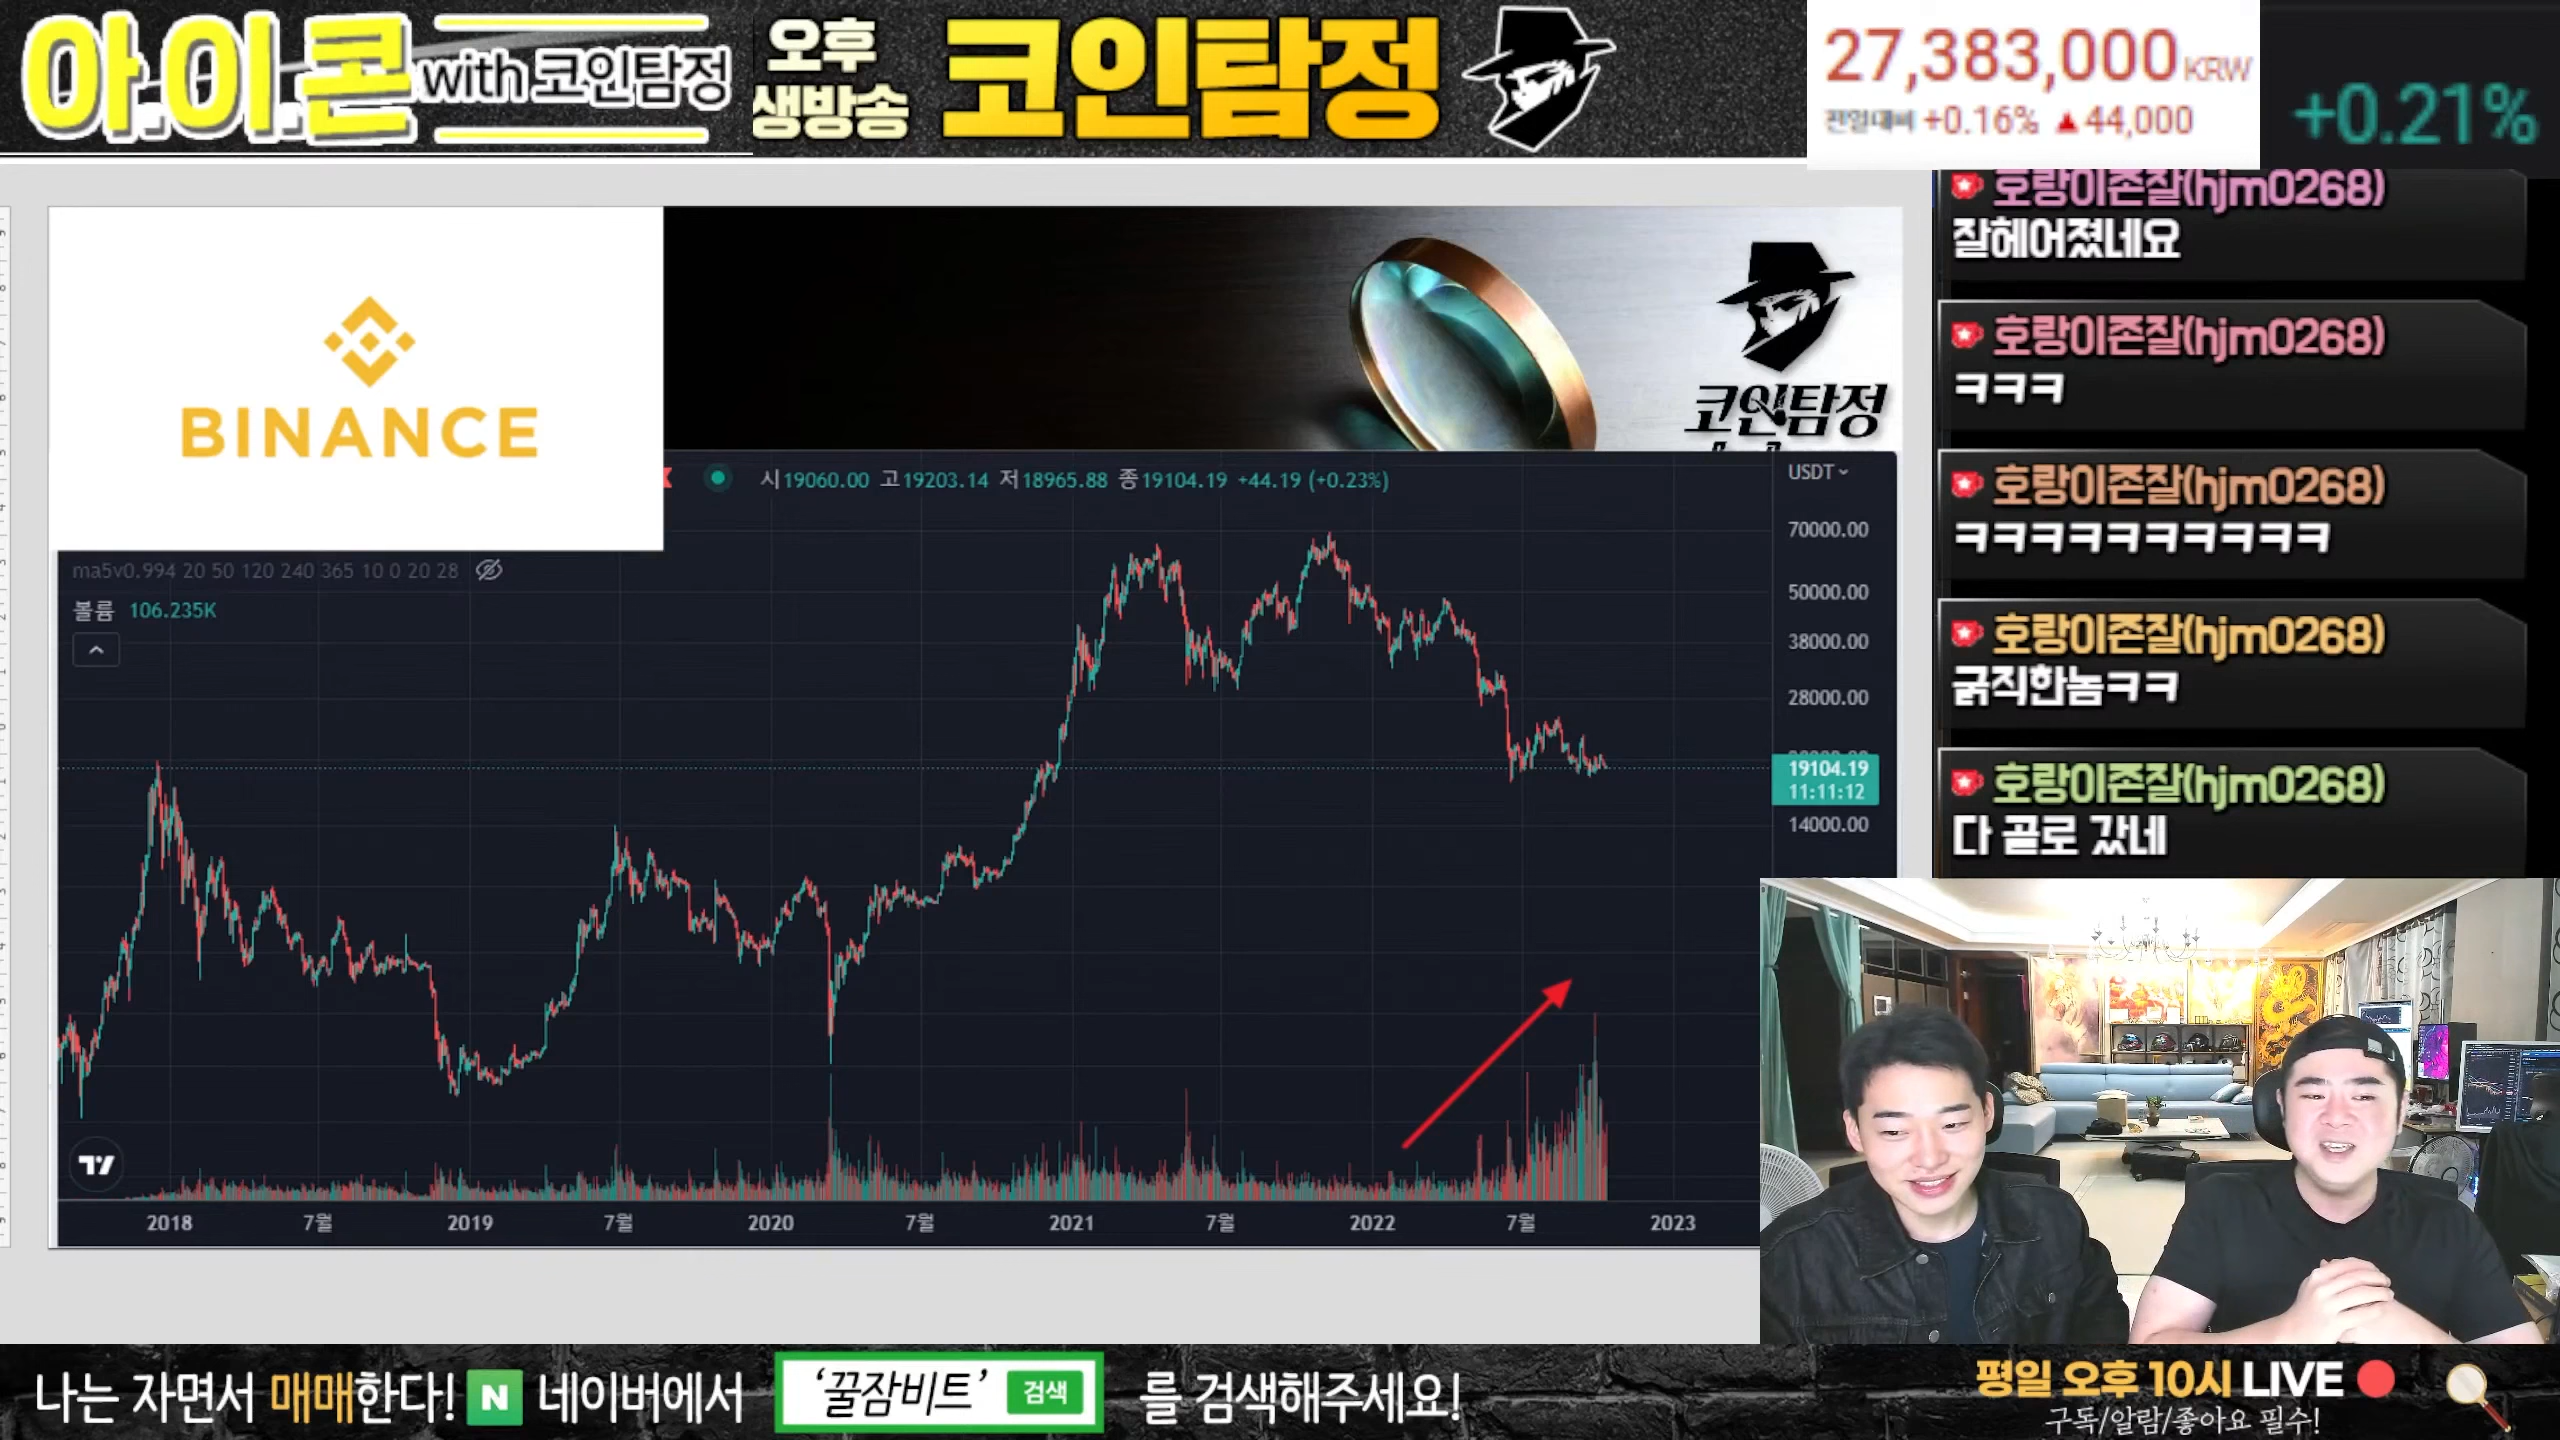 아이콘 with 코인탐정
오후
생방송
코인탐정
27,383,000 KRW
전일대비 +0.16% ▲44,000
+0.21%
BINANCE
코인탐정
시19060.00 고19203.14 저18965.88 종19104.19 +44.19 (+0.23%)
ma5v0.994 20 50 120 240 365 10 0 20 28
볼륨 106.235K
USDT
70000.00
50000.00
38000.00
28000.00
19104.19
11:11:12
14000.00
2018 7월 2019 7월 2020 7월 2021 7월 2022 7월 2023
호랑이존잘(hjm0268)
잘헤어졌네요
호랑이존잘(hjm0268)
ㅋㅋㅋ
호랑이존잘(hjm0268)
ㅋㅋㅋㅋㅋㅋㅋㅋㅋㅋ
호랑이존잘(hjm0268)
굵직한놈ㅋㅋ
호랑이존잘(hjm0268)
다 골로 갔네
나는 자면서 매매한다! N 네이버에서 '꿀잠비트' 검색 를 검색해주세요!
평일 오후 10시 LIVE
구독/알람/좋아요 필수!